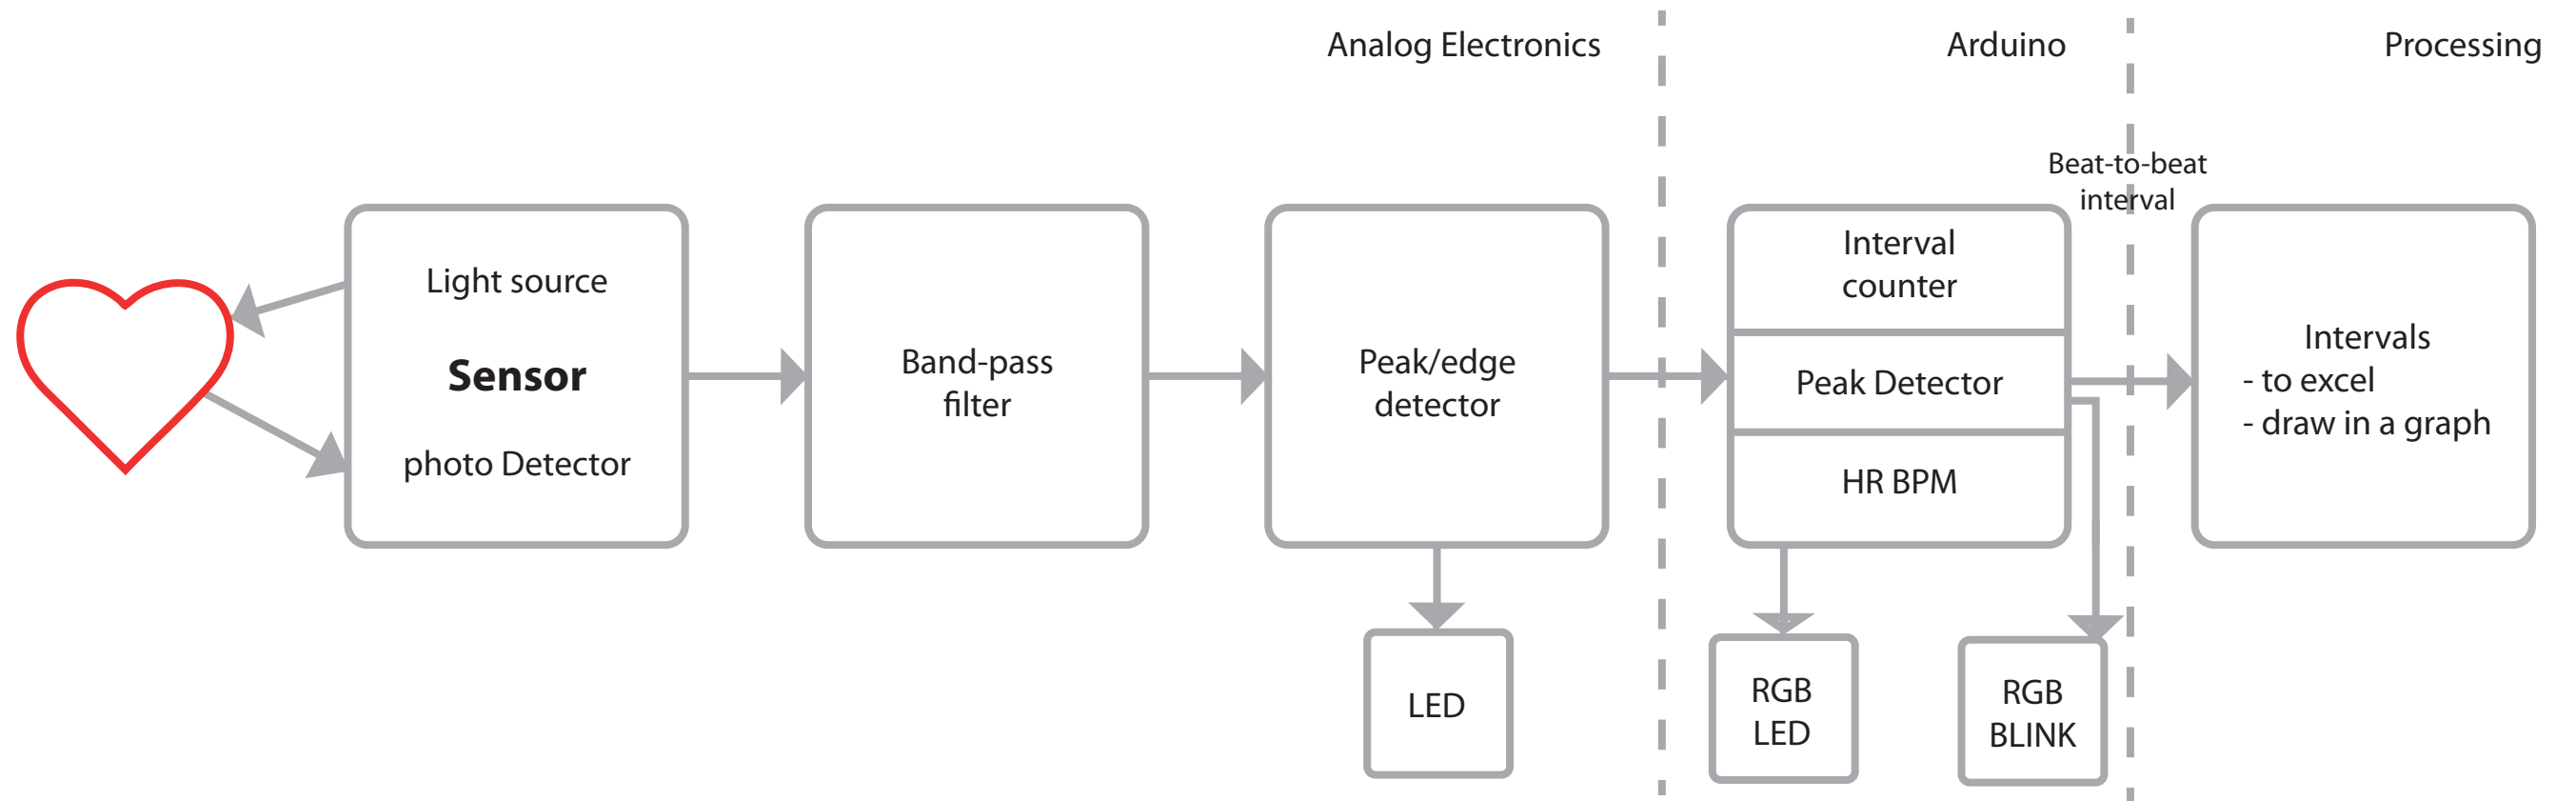 Analog Electronics
Arduino
Processing
Beat-to-beat
interval
Light source
Sensor
photo Detector
Band-pass
filter
Peak/edge
detector
Interval
counter
Peak Detector
HR BPM
Intervals
- to excel
- draw in a graph
LED
RGB
LED
RGB
BLINK